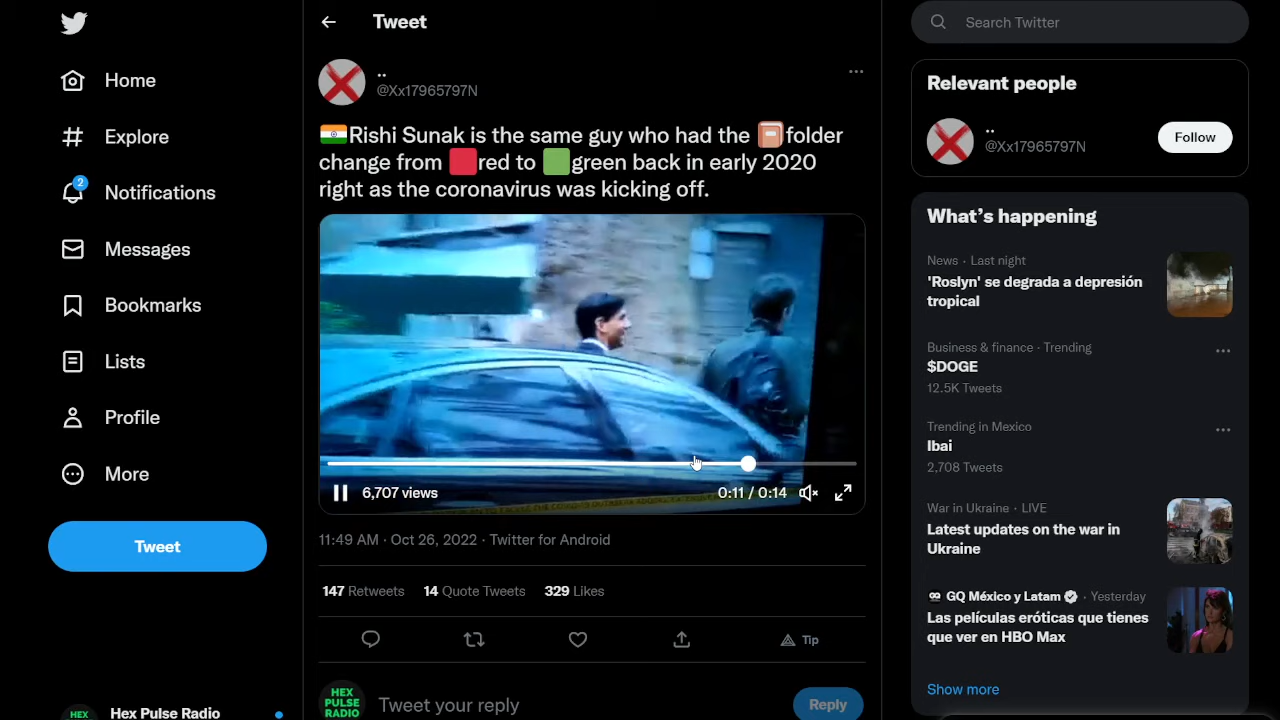 Home
Explore
2
Notifications
Messages
Bookmarks
Lists
Profile
More
Tweet
HEX
Hex Pulse Radio
Tweet
..
@Xx17965797N
🇮🇳Rishi Sunak is the same guy who had the 📔folder
change from 🟥red to 🟩green back in early 2020
right as the coronavirus was kicking off.
6,707 views
0:11 / 0:14
11:49 AM · Oct 26, 2022 · Twitter for Android
147 Retweets 14 Quote Tweets 329 Likes
Tip
HEX
PULSE
RADIO
Tweet your reply
Reply
Search Twitter
Relevant people
..
@Xx17965797N
Follow
What's happening
News · Last night
'Roslyn' se degrada a depresión
tropical
Business & finance · Trending
$DOGE
12.5K Tweets
Trending in Mexico
Ibai
2,708 Tweets
War in Ukraine · LIVE
Latest updates on the war in
Ukraine
GQ México y Latam · Yesterday
Las películas eróticas que tienes
que ver en HBO Max
Show more